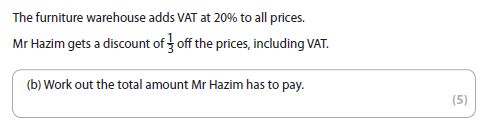 The furniture warehouse adds VAT at 20% to all prices.
Mr Hazim gets a discount of 1/3 off the prices, including VAT.
(b) Work out the total amount Mr Hazim has to pay.
(5)